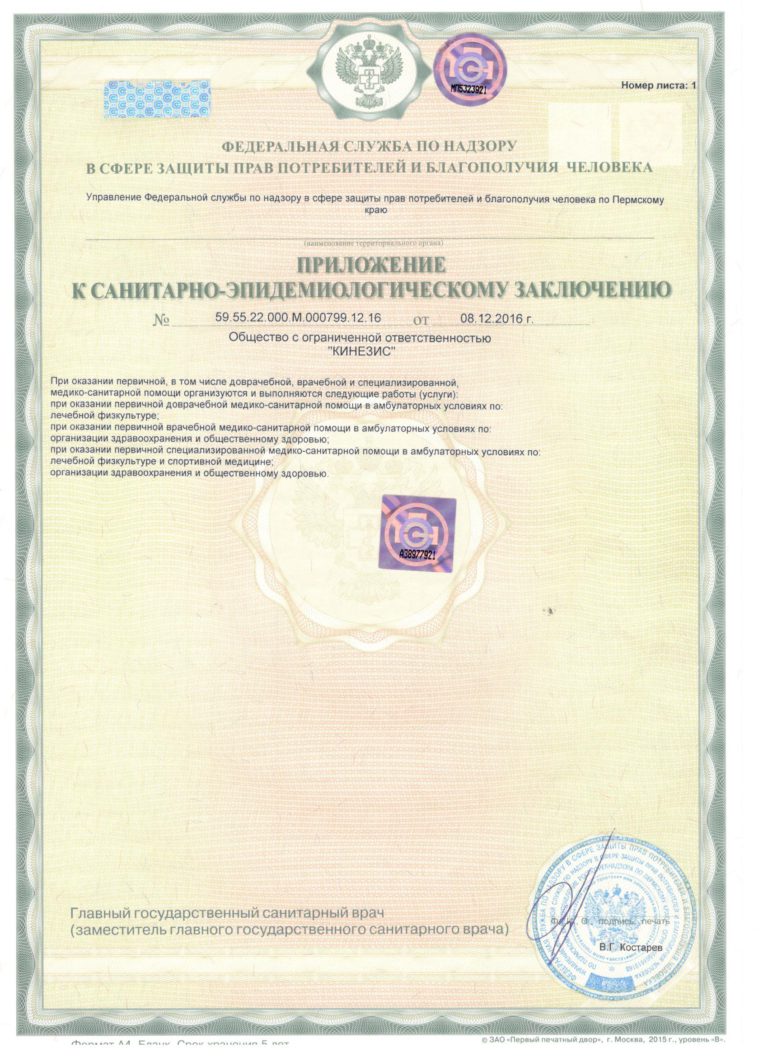 МП5323921
Номер листа: 1
ФЕДЕРАЛЬНАЯ СЛУЖБА ПО НАДЗОРУ
В СФЕРЕ ЗАЩИТЫ ПРАВ ПОТРЕБИТЕЛЕЙ И БЛАГОПОЛУЧИЯ ЧЕЛОВЕКА
Управление Федеральной службы по надзору в сфере защиты прав потребителей и благополучия человека по Пермскому
краю
(наименование территориального органа)
ПРИЛОЖЕНИЕ
К САНИТАРНО-ЭПИДЕМИОЛОГИЧЕСКОМУ ЗАКЛЮЧЕНИЮ
№ 59.55.22.000.М.000799.12.16 от 08.12.2016 г.
Общество с ограниченной ответственностью
"КИНЕЗИС"
При оказании первичной, в том числе доврачебной, врачебной и специализированной,
медико-санитарной помощи организуются и выполняются следующие работы (услуги):
при оказании первичной доврачебной медико-санитарной помощи в амбулаторных условиях по:
лечебной физкультуре;
при оказании первичной врачебной медико-санитарной помощи в амбулаторных условиях по:
организации здравоохранения и общественному здоровью;
при оказании первичной специализированной медико-санитарной помощи в амбулаторных условиях по:
лечебной физкультуре и спортивной медицине;
организации здравоохранения и общественному здоровью.
Главный государственный санитарный врач
(заместитель главного государственного санитарного врача)
подпись, печать
В.Г. Костарев
Формат А4. Бланк. Срок хранения 5 лет.
© ЗАО «Первый печатный двор», г. Москва, 2015 г., уровень «В».